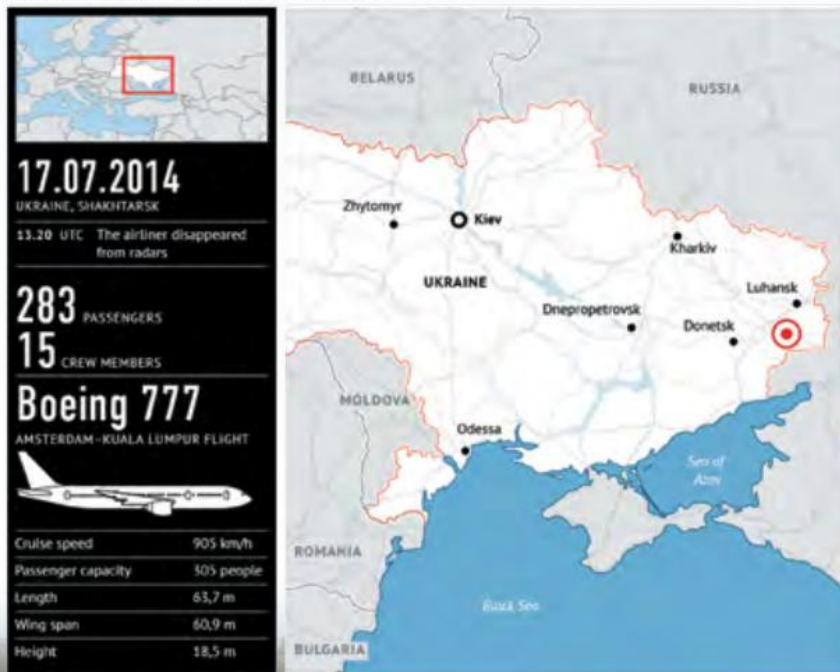 17.07.2014
UKRAINE, SHAKHTARSK
13.20 UTC The airliner disappeared
from radars
283 PASSENGERS
15 CREW MEMBERS
Boeing 777
AMSTERDAM-KUALA LUMPUR FLIGHT
Cruise speed 905 km/h
Passenger capacity 305 people
Length 63,7 m
Wing span 60,9 m
Height 18,5 m
BELARUS
RUSSIA
Zhytomyr
Kiev
Kharkiv
UKRAINE
Luhansk
Dnepropetrovsk
Donetsk
MOLDOVA
Odessa
Sea of
Azov
ROMANIA
Black Sea
BULGARIA